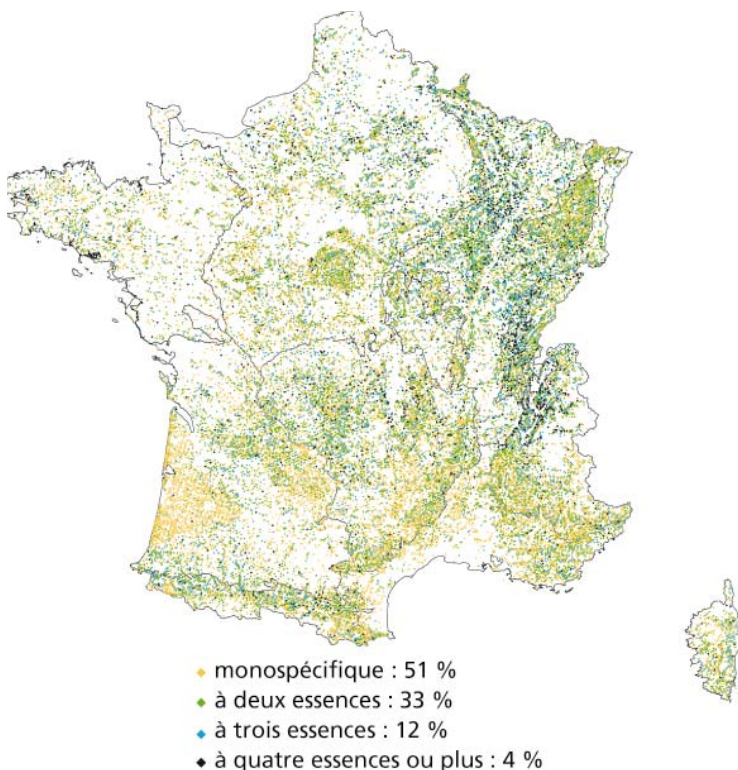 monospécifique : 51 %
à deux essences : 33 %
à trois essences : 12 %
à quatre essences ou plus : 4 %